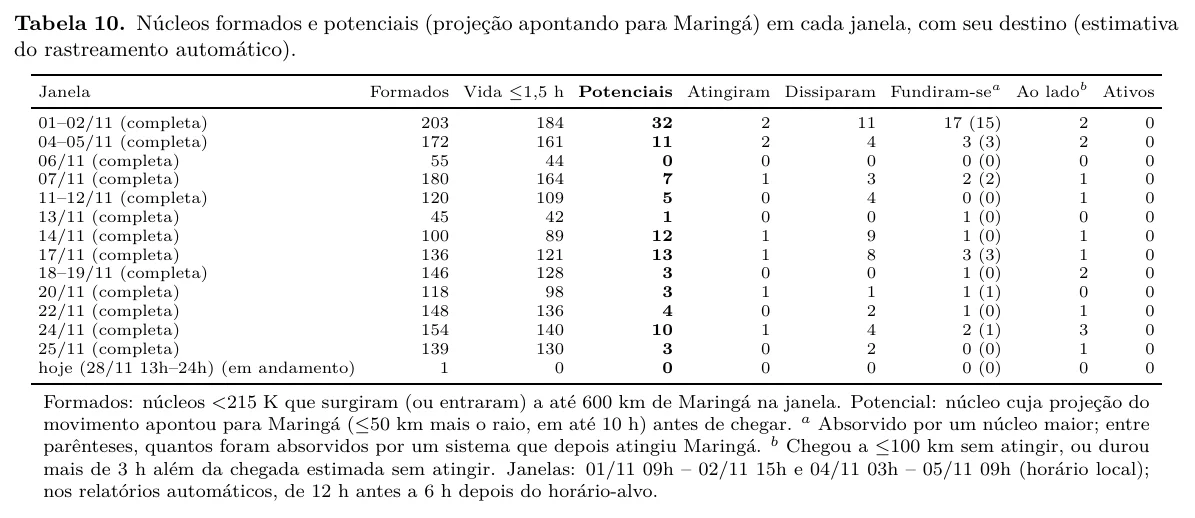 Tabela 10. Núcleos formados e potenciais (projeção apontando para Maringá) em cada janela, com seu destino (estimativa
do rastreamento automático).
Janela Formados Vida ≤1,5 h Potenciais Atingiram Dissiparam Fundiram-se^a Ao lado^b Ativos
01–02/11 (completa) 203 184 32 2 11 17 (15) 2 0
04–05/11 (completa) 172 161 11 2 4 3 (3) 2 0
06/11 (completa) 55 44 0 0 0 0 (0) 0 0
07/11 (completa) 180 164 7 1 3 2 (2) 1 0
11–12/11 (completa) 120 109 5 0 4 0 (0) 1 0
13/11 (completa) 45 42 1 0 0 1 (0) 0 0
14/11 (completa) 100 89 12 1 9 1 (0) 1 0
17/11 (completa) 136 121 13 1 8 3 (3) 1 0
18–19/11 (completa) 146 128 3 0 0 1 (0) 2 0
20/11 (completa) 118 98 3 1 1 1 (1) 0 0
22/11 (completa) 148 136 4 0 2 1 (0) 1 0
24/11 (completa) 154 140 10 1 4 2 (1) 3 0
25/11 (completa) 139 130 3 0 2 0 (0) 1 0
hoje (28/11 13h–24h) (em andamento) 1 0 0 0 0 0 (0) 0 0
Formados: núcleos <215 K que surgiram (ou entraram) a até 600 km de Maringá na janela. Potencial: núcleo cuja projeção do
movimento apontou para Maringá (≤50 km mais o raio, em até 10 h) antes de chegar. ^a Absorvido por um núcleo maior; entre
parênteses, quantos foram absorvidos por um sistema que depois atingiu Maringá. ^b Chegou a ≤100 km sem atingir, ou durou
mais de 3 h além da chegada estimada sem atingir. Janelas: 01/11 09h – 02/11 15h e 04/11 03h – 05/11 09h (horário local);
nos relatórios automáticos, de 12 h antes a 6 h depois do horário-alvo.